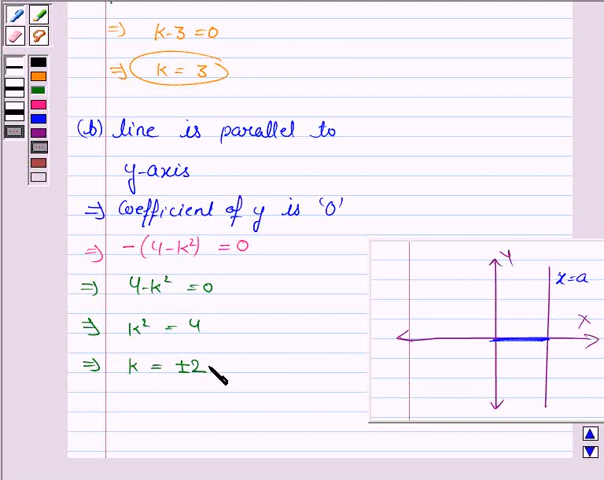 ⇒ k-3 = 0
⇒ k = 3
(b) line is parallel to
y-axis
⇒ coefficient of y is '0'
⇒ -(4-k²) = 0
⇒ 4-k² = 0
⇒ k² = 4
⇒ k = ±2
Y
x=a
X